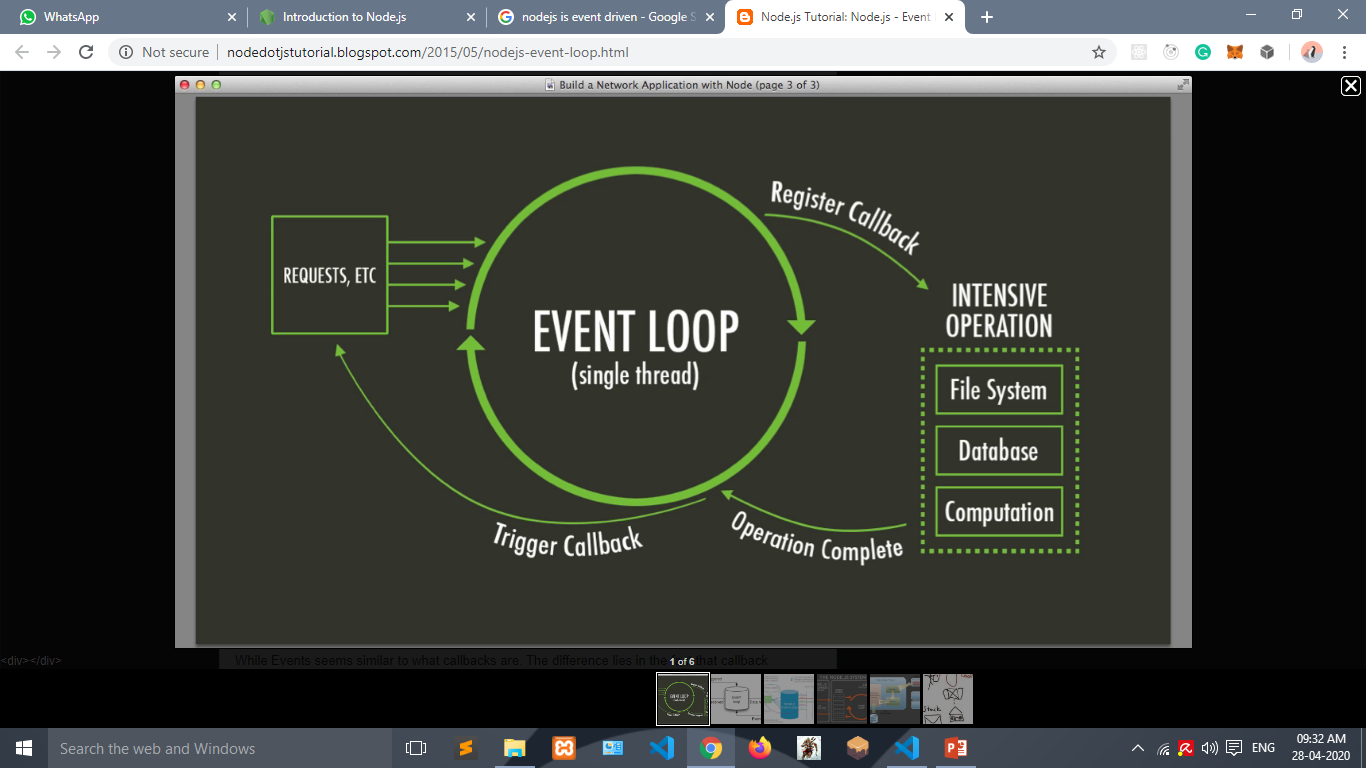 WhatsApp
Introduction to Node.js
nodejs is event driven - Google S
Node.js Tutorial: Node.js - Event
Not secure
nodedotjstutorial.blogspot.com/2015/05/nodejs-event-loop.html
Build a Network Application with Node (page 3 of 3)
REQUESTS, ETC
EVENT LOOP
(single thread)
Register Callback
INTENSIVE
OPERATION
File System
Database
Computation
Operation Complete
Trigger Callback
<div></div>
While Events seems similar to what callbacks are. The difference lies in the
that callback
1 of 6
Search the web and Windows
ENG
09:32 AM
28-04-2020